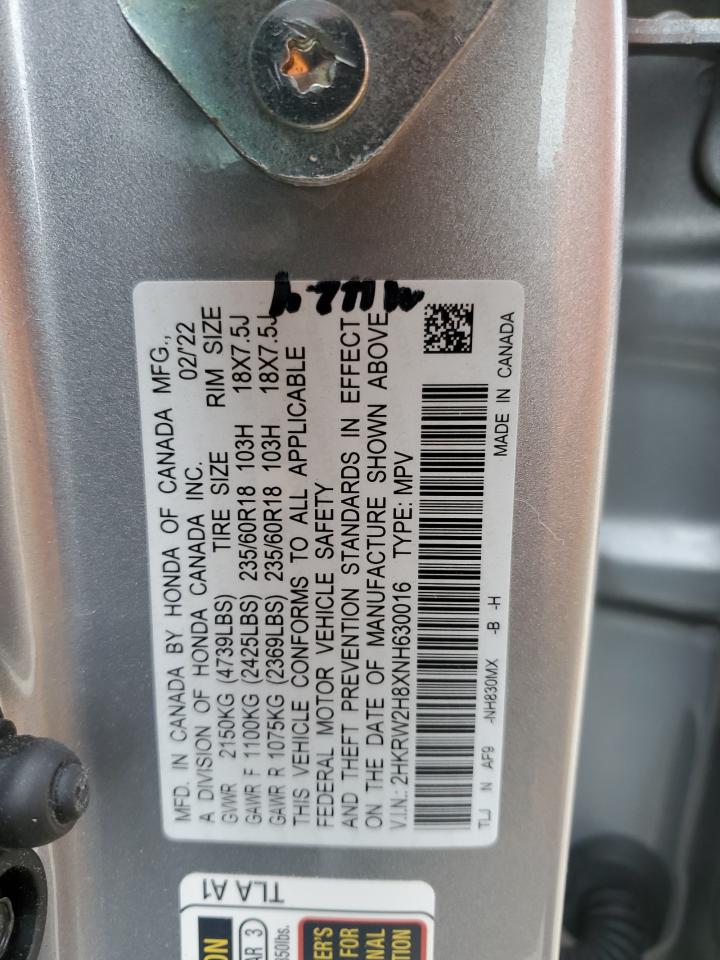 MFD. IN CANADA BY HONDA OF CANADA MFG.,
A DIVISION OF HONDA CANADA INC. 02/'22
GVWR 2150KG (4739LBS) TIRE SIZE RIM SIZE
GAWR F 1100KG (2425LBS) 235/60R18 103H 18X7.5J
GAWR R 1075KG (2369LBS) 235/60R18 103H 18X7.5J
THIS VEHICLE CONFORMS TO ALL APPLICABLE
FEDERAL MOTOR VEHICLE SAFETY
AND THEFT PREVENTION STANDARDS IN EFFECT
ON THE DATE OF MANUFACTURE SHOWN ABOVE
V.I.N.: 2HKRW2H8XNH630016 TYPE: MPV
TLJ N AF9 -NH830MX -B -H
MADE IN CANADA
TLA A1